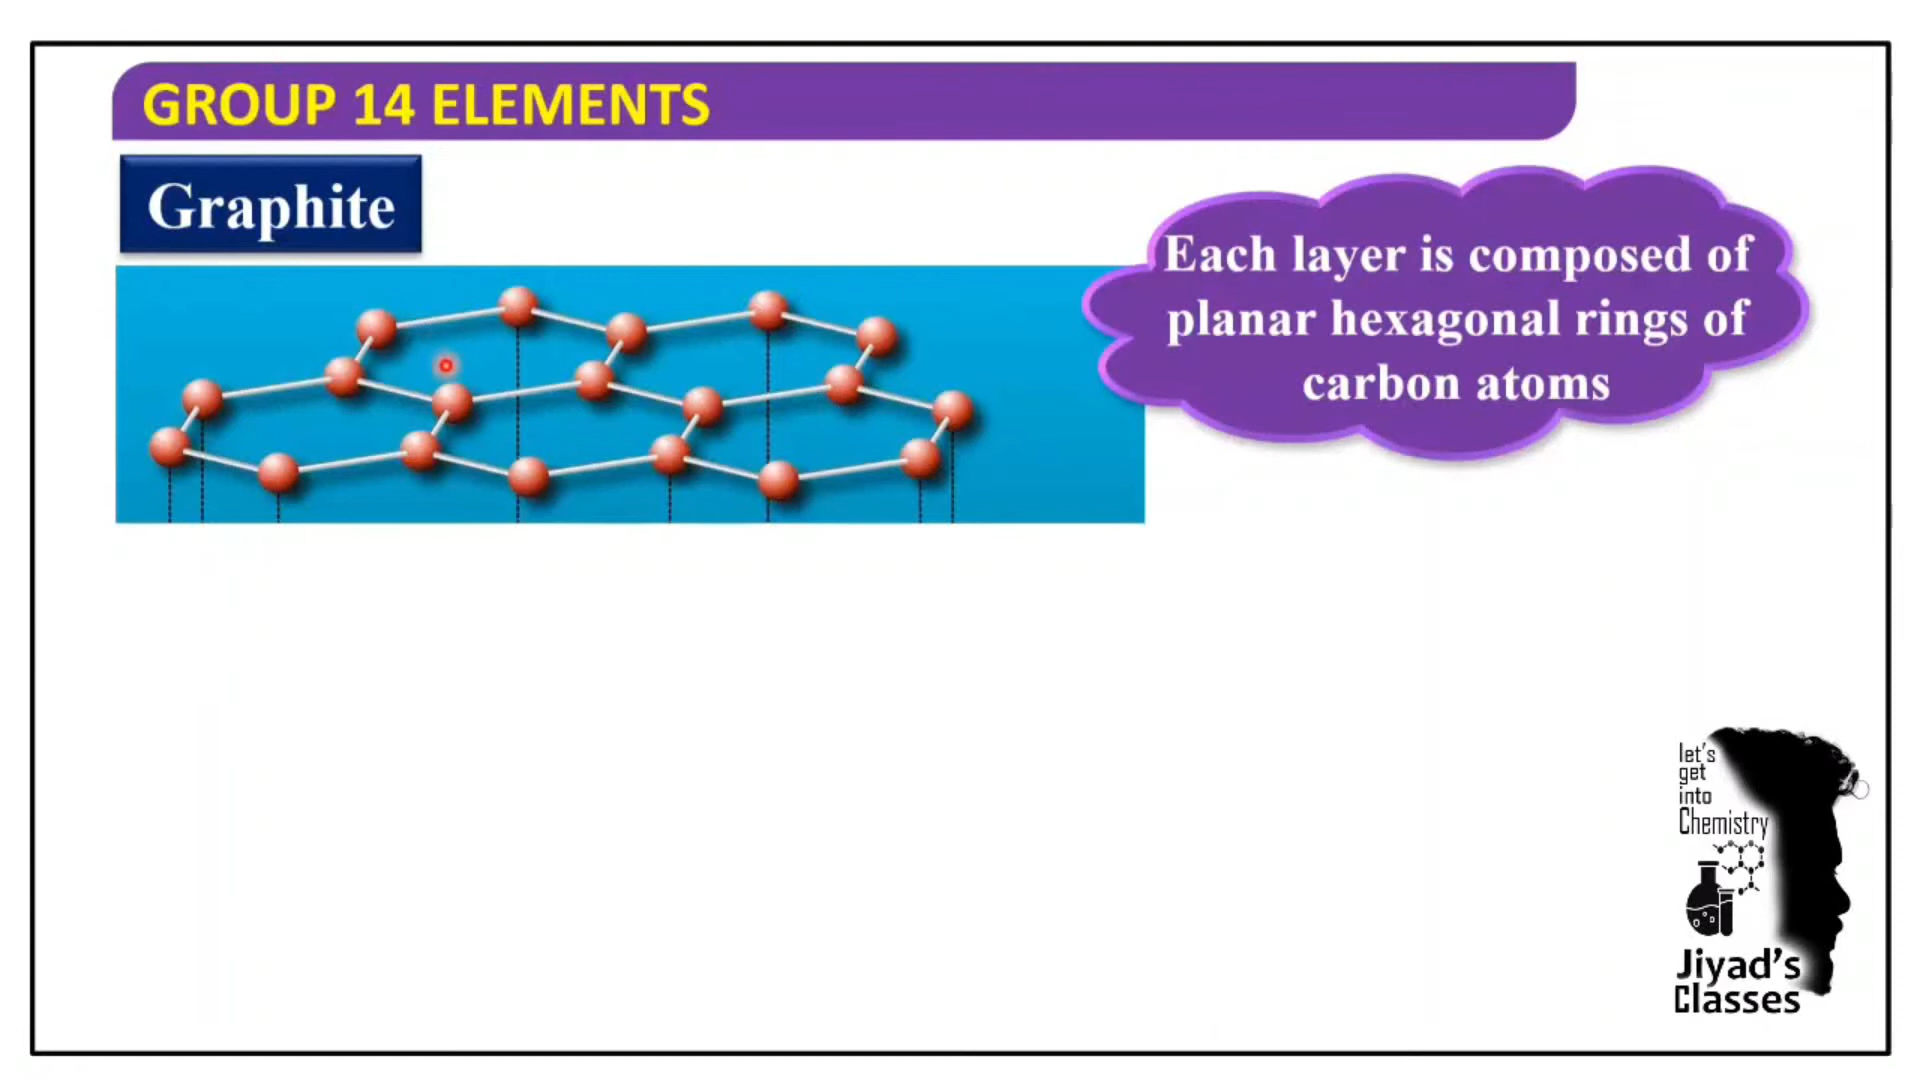 GROUP 14 ELEMENTS
Graphite
Each layer is composed of
planar hexagonal rings of
carbon atoms
let's
get
into
Chemistry
Jiyad's
Classes